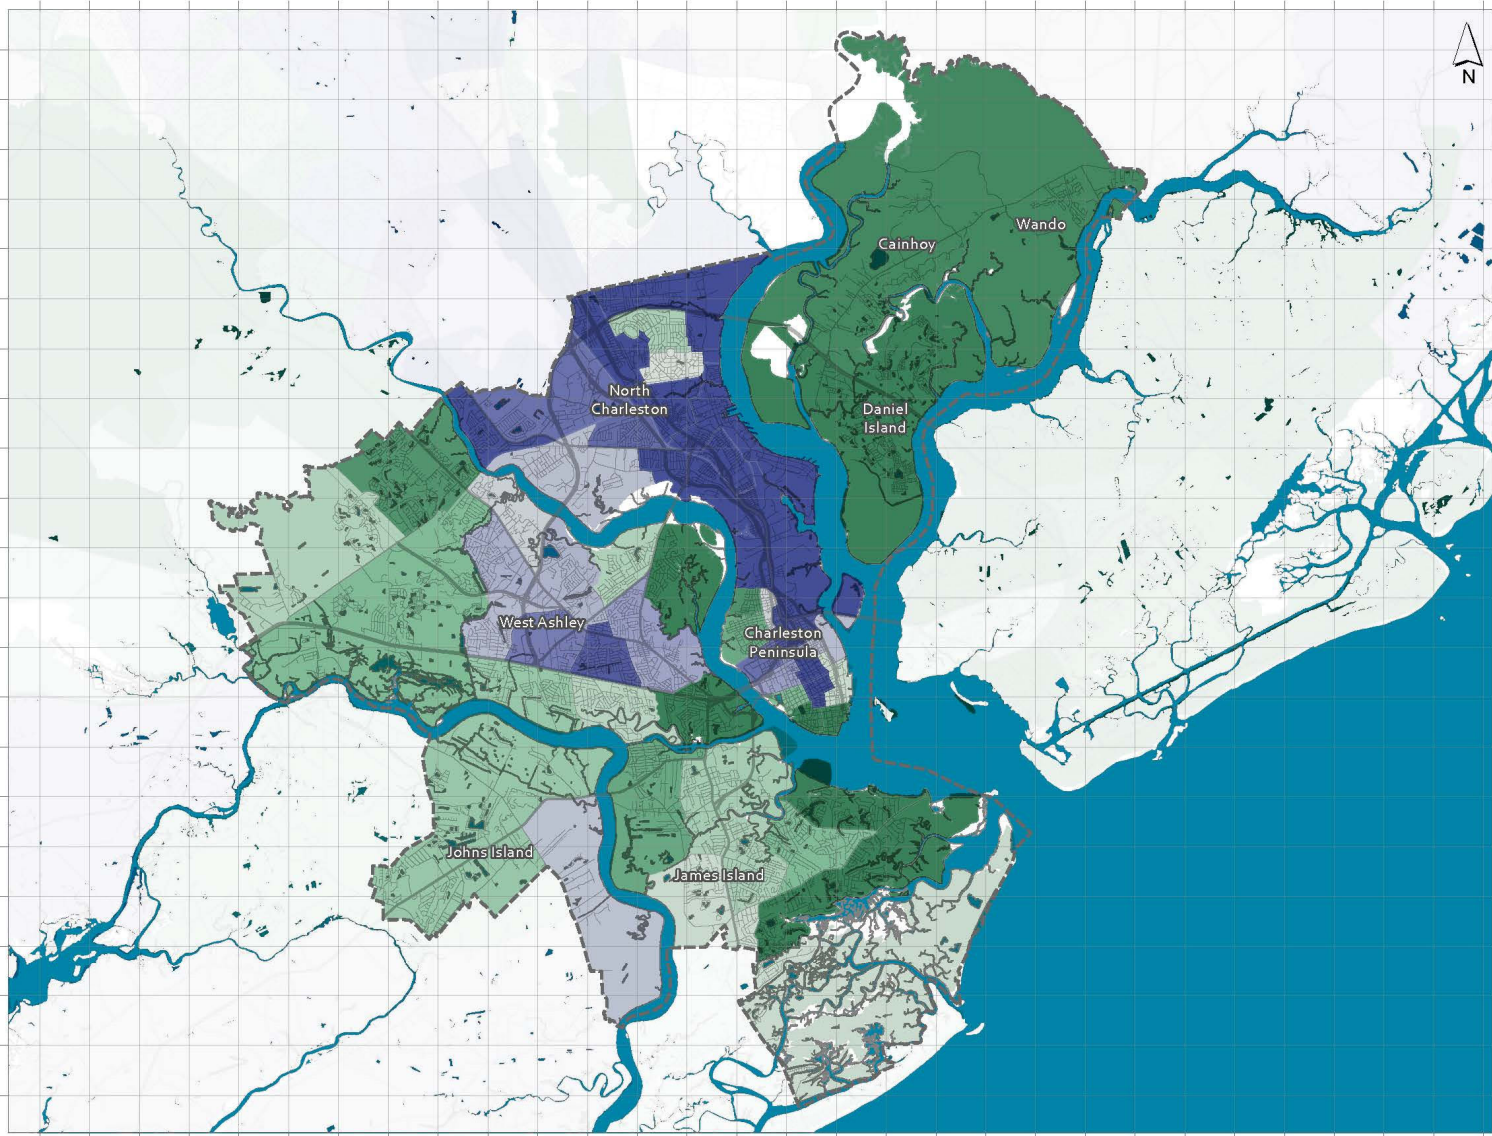 N
Wando
Cainhoy
North
Charleston
Daniel
Island
West Ashley
Charleston
Peninsula
Johns Island
James Island